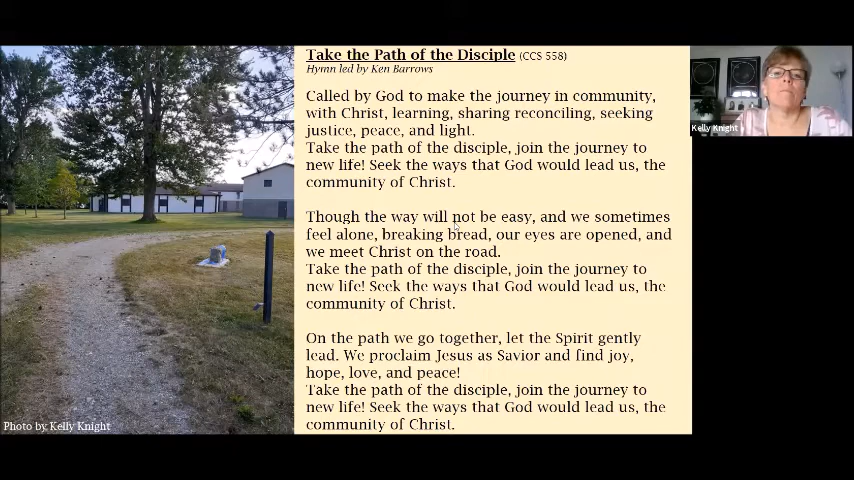 Take the Path of the Disciple (CCS 558)
Hymn led by Ken Barrows
Called by God to make the journey in community,
with Christ, learning, sharing reconciling, seeking
justice, peace, and light.
Take the path of the disciple, join the journey to
new life! Seek the ways that God would lead us, the
community of Christ.
Though the way will not be easy, and we sometimes
feel alone, breaking bread, our eyes are opened, and
we meet Christ on the road.
Take the path of the disciple, join the journey to
new life! Seek the ways that God would lead us, the
community of Christ.
On the path we go together, let the Spirit gently
lead. We proclaim Jesus as Savior and find joy,
hope, love, and peace!
Take the path of the disciple, join the journey to
new life! Seek the ways that God would lead us, the
community of Christ.
Photo by Kelly Knight
Kelly Knight